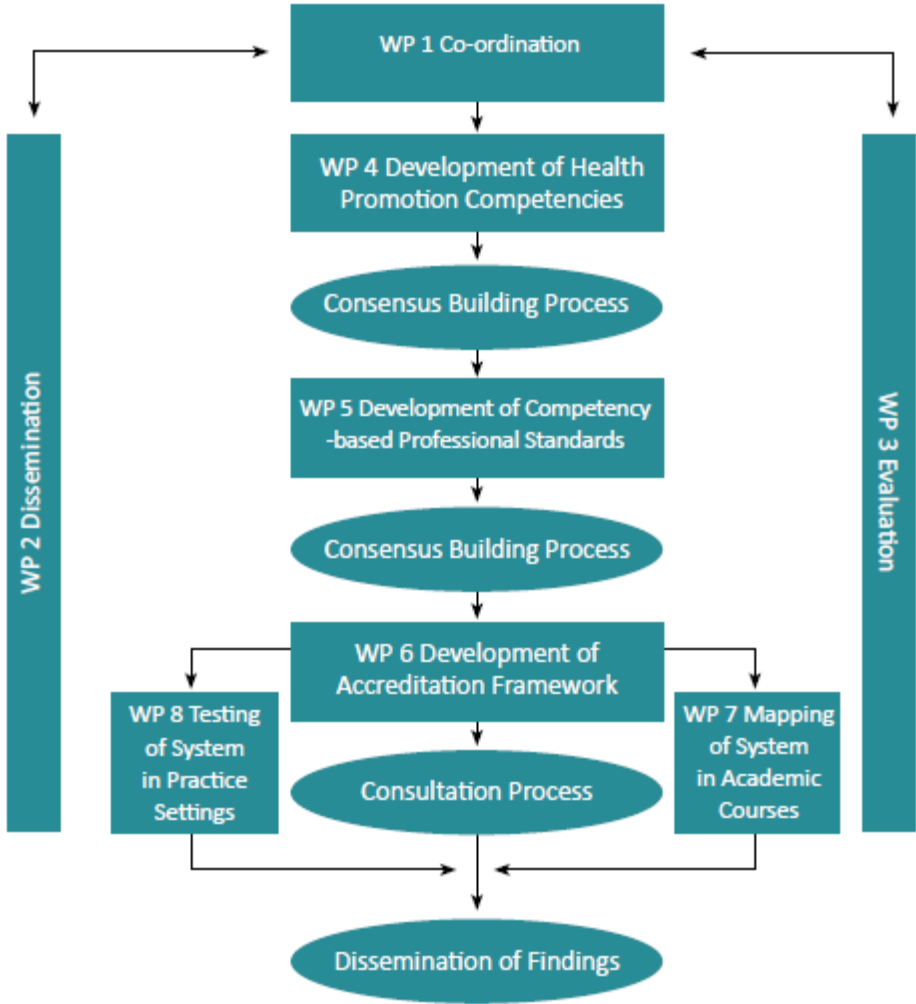 WP 1 Co-ordination
WP 4 Development of Health
Promotion Competencies
Consensus Building Process
WP 5 Development of Competency
-based Professional Standards
Consensus Building Process
WP 6 Development of
Accreditation Framework
WP 8 Testing
of System
in Practice
Settings
Consultation Process
WP 7 Mapping
of System
in Academic
Courses
Dissemination of Findings
WP 2 Dissemination
WP 3 Evaluation